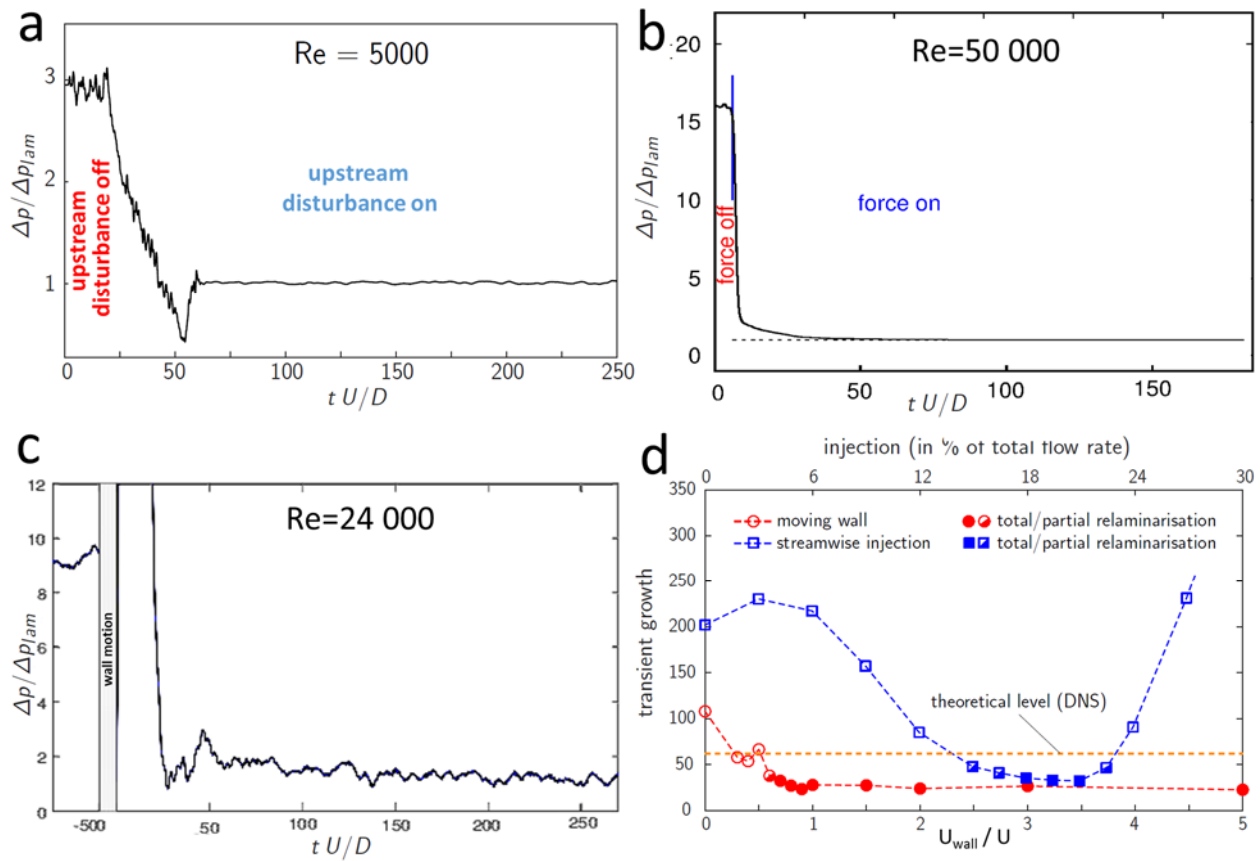 a
Re = 5000
3
2
1
Δp/Δp_lam
upstream
disturbance off
upstream
disturbance on
0 50 100 150 200 250
t U/D
b
Re=50 000
20
15
10
5
0
Δp/Δp_lam
force off
force on
0 50 100 150
t U/D
c
Re=24 000
12
10
8
6
4
2
0
Δp/Δp_lam
wall motion
-500 50 100 150 200 250
t U/D
d
injection (in % of total flow rate)
0 6 12 18 24 30
350
300
250
200
150
100
50
0
transient growth
moving wall
streamwise injection
total/partial relaminarisation
total/partial relaminarisation
theoretical level (DNS)
0 1 2 3 4 5
U_wall / U